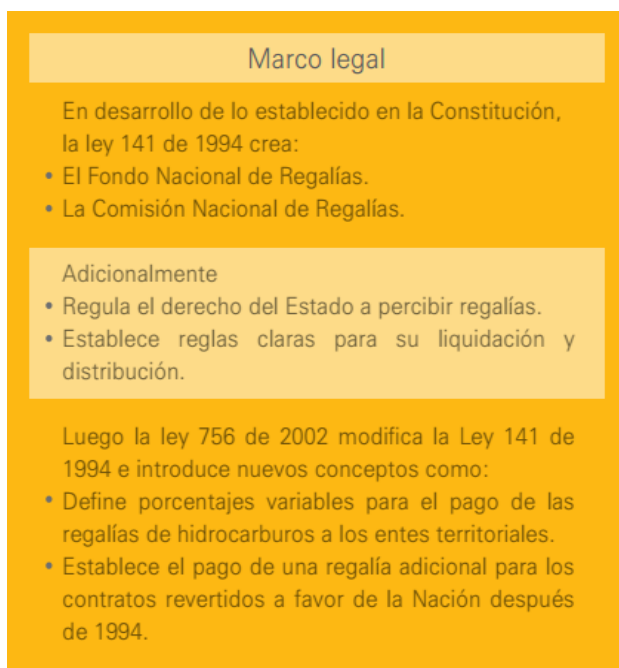 Marco legal
En desarrollo de lo establecido en la Constitución,
la ley 141 de 1994 crea:
• El Fondo Nacional de Regalías.
• La Comisión Nacional de Regalías.
Adicionalmente
• Regula el derecho del Estado a percibir regalías.
• Establece reglas claras para su liquidación y
distribución.
Luego la ley 756 de 2002 modifica la Ley 141 de
1994 e introduce nuevos conceptos como:
• Define porcentajes variables para el pago de las
regalías de hidrocarburos a los entes territoriales.
• Establece el pago de una regalía adicional para los
contratos revertidos a favor de la Nación después
de 1994.